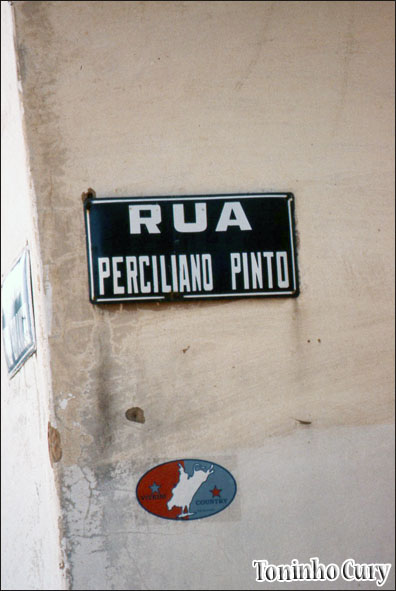 RUA
PERCILIANO PINTO
COUNTRY
Toninho Cury